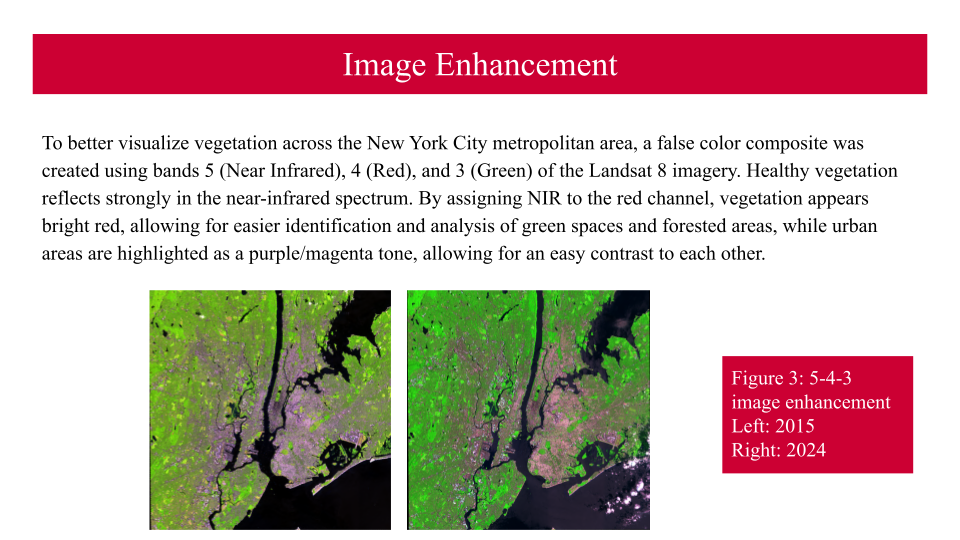 Image Enhancement
To better visualize vegetation across the New York City metropolitan area, a false color composite was
created using bands 5 (Near Infrared), 4 (Red), and 3 (Green) of the Landsat 8 imagery. Healthy vegetation
reflects strongly in the near-infrared spectrum. By assigning NIR to the red channel, vegetation appears
bright red, allowing for easier identification and analysis of green spaces and forested areas, while urban
areas are highlighted as a purple/magenta tone, allowing for an easy contrast to each other.
Figure 3: 5-4-3
image enhancement
Left: 2015
Right: 2024